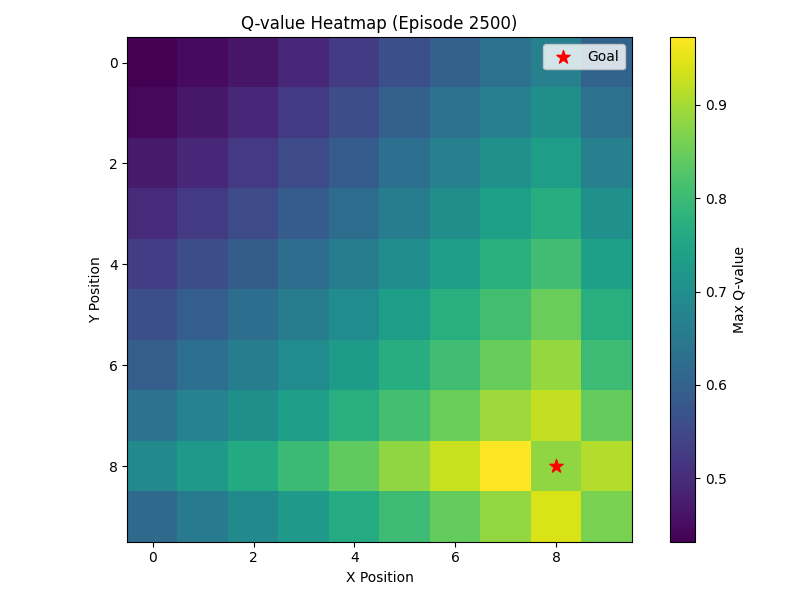 Q-value Heatmap (Episode 2500)
Goal
0
2
4
6
8
Y Position
0 2 4 6 8
X Position
0.9
0.8
0.7
0.6
0.5
Max Q-value